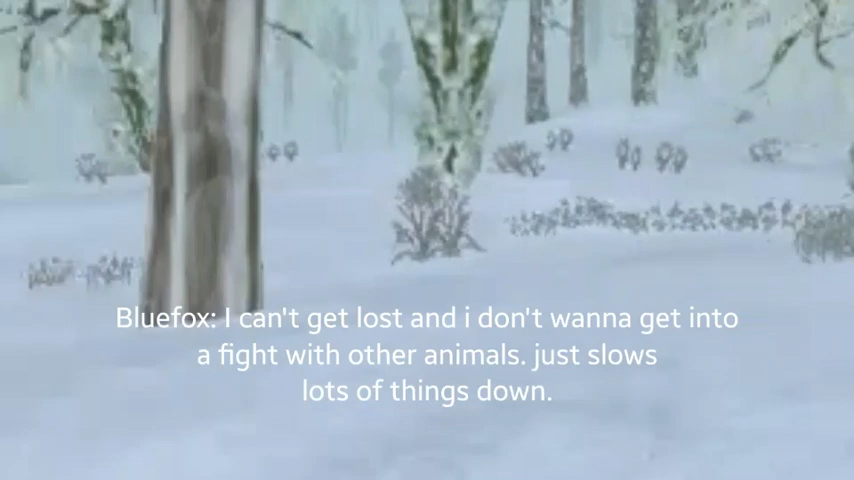 Bluefox: I can't get lost and i don't wanna get into
a fight with other animals. just slows
lots of things down.